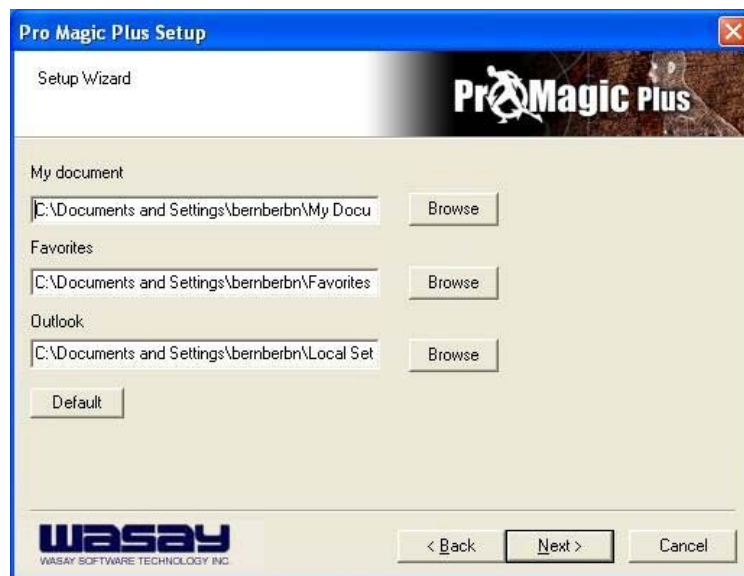 Pro Magic Plus Setup
Setup Wizard
Pro Magic Plus
My document
C:\Documents and Settings\bernberbn\My Docu
Browse
Favorites
C:\Documents and Settings\bernberbn\Favorites
Browse
Outlook
C:\Documents and Settings\bernberbn\Local Set
Browse
Default
wasay
WASAY SOFTWARE TECHNOLOGY INC.
< Back
Next >
Cancel